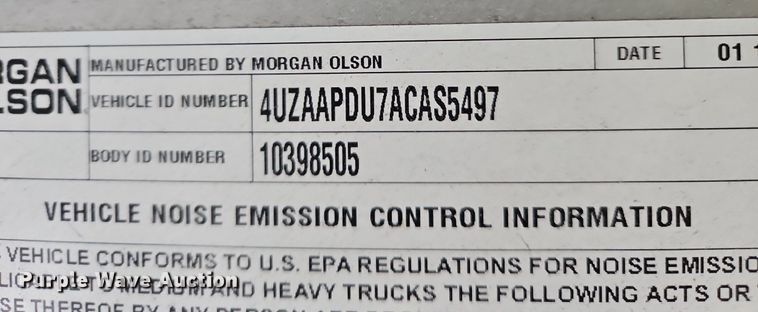 MANUFACTURED BY MORGAN OLSON DATE 01
RGAN
LSON
VEHICLE ID NUMBER 4UZAAPDU7ACAS5497
BODY ID NUMBER 10398505
VEHICLE NOISE EMISSION CONTROL INFORMATION
VEHICLE CONFORMS TO U.S. EPA REGULATIONS FOR NOISE EMISSIO
AND HEAVY TRUCKS THE FOLLOWING ACTS OR
Purple Wave Auction